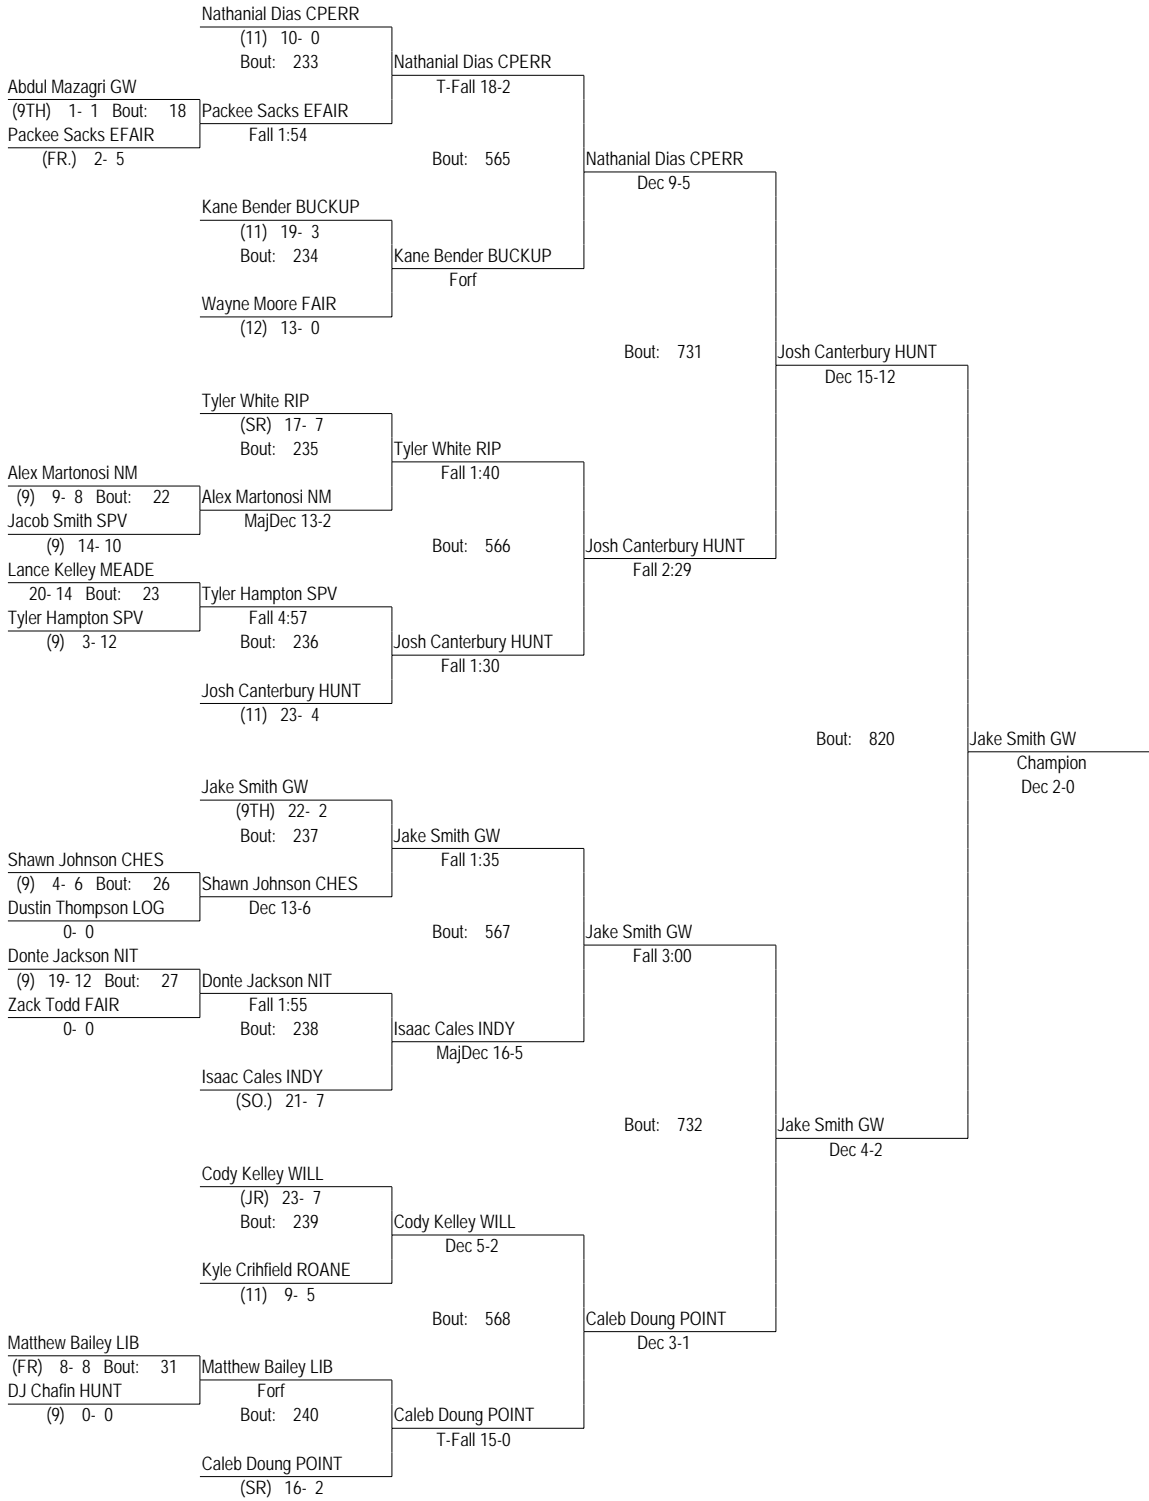 Nathanial Dias CPERR
(11) 10- 0
Bout: 233
Nathanial Dias CPERR
T-Fall 18-2
Abdul Mazagri GW
(9TH) 1- 1 Bout: 18
Packee Sacks EFAIR
Packee Sacks EFAIR
Fall 1:54
(FR.) 2- 5
Bout: 565
Nathanial Dias CPERR
Dec 9-5
Kane Bender BUCKUP
(11) 19- 3
Bout: 234
Kane Bender BUCKUP
Forf
Wayne Moore FAIR
(12) 13- 0
Bout: 731
Josh Canterbury HUNT
Dec 15-12
Tyler White RIP
(SR) 17- 7
Bout: 235
Tyler White RIP
Fall 1:40
Alex Martonosi NM
(9) 9- 8 Bout: 22
Alex Martonosi NM
Jacob Smith SPV
MajDec 13-2
(9) 14- 10
Bout: 566
Josh Canterbury HUNT
Fall 2:29
Lance Kelley MEADE
20- 14 Bout: 23
Tyler Hampton SPV
Tyler Hampton SPV
Fall 4:57
(9) 3- 12
Bout: 236
Josh Canterbury HUNT
Fall 1:30
Josh Canterbury HUNT
(11) 23- 4
Bout: 820
Jake Smith GW
Champion
Dec 2-0
Jake Smith GW
(9TH) 22- 2
Bout: 237
Jake Smith GW
Fall 1:35
Shawn Johnson CHES
(9) 4- 6 Bout: 26
Shawn Johnson CHES
Dustin Thompson LOG
Dec 13-6
0- 0
Bout: 567
Jake Smith GW
Fall 3:00
Donte Jackson NIT
(9) 19- 12 Bout: 27
Donte Jackson NIT
Zack Todd FAIR
Fall 1:55
0- 0
Bout: 238
Isaac Cales INDY
MajDec 16-5
Isaac Cales INDY
(SO.) 21- 7
Bout: 732
Jake Smith GW
Dec 4-2
Cody Kelley WILL
(JR) 23- 7
Bout: 239
Cody Kelley WILL
Dec 5-2
Kyle Crihfield ROANE
(11) 9- 5
Bout: 568
Caleb Doung POINT
Dec 3-1
Matthew Bailey LIB
(FR) 8- 8 Bout: 31
Matthew Bailey LIB
DJ Chafin HUNT
Forf
(9) 0- 0
Bout: 240
Caleb Doung POINT
T-Fall 15-0
Caleb Doung POINT
(SR) 16- 2